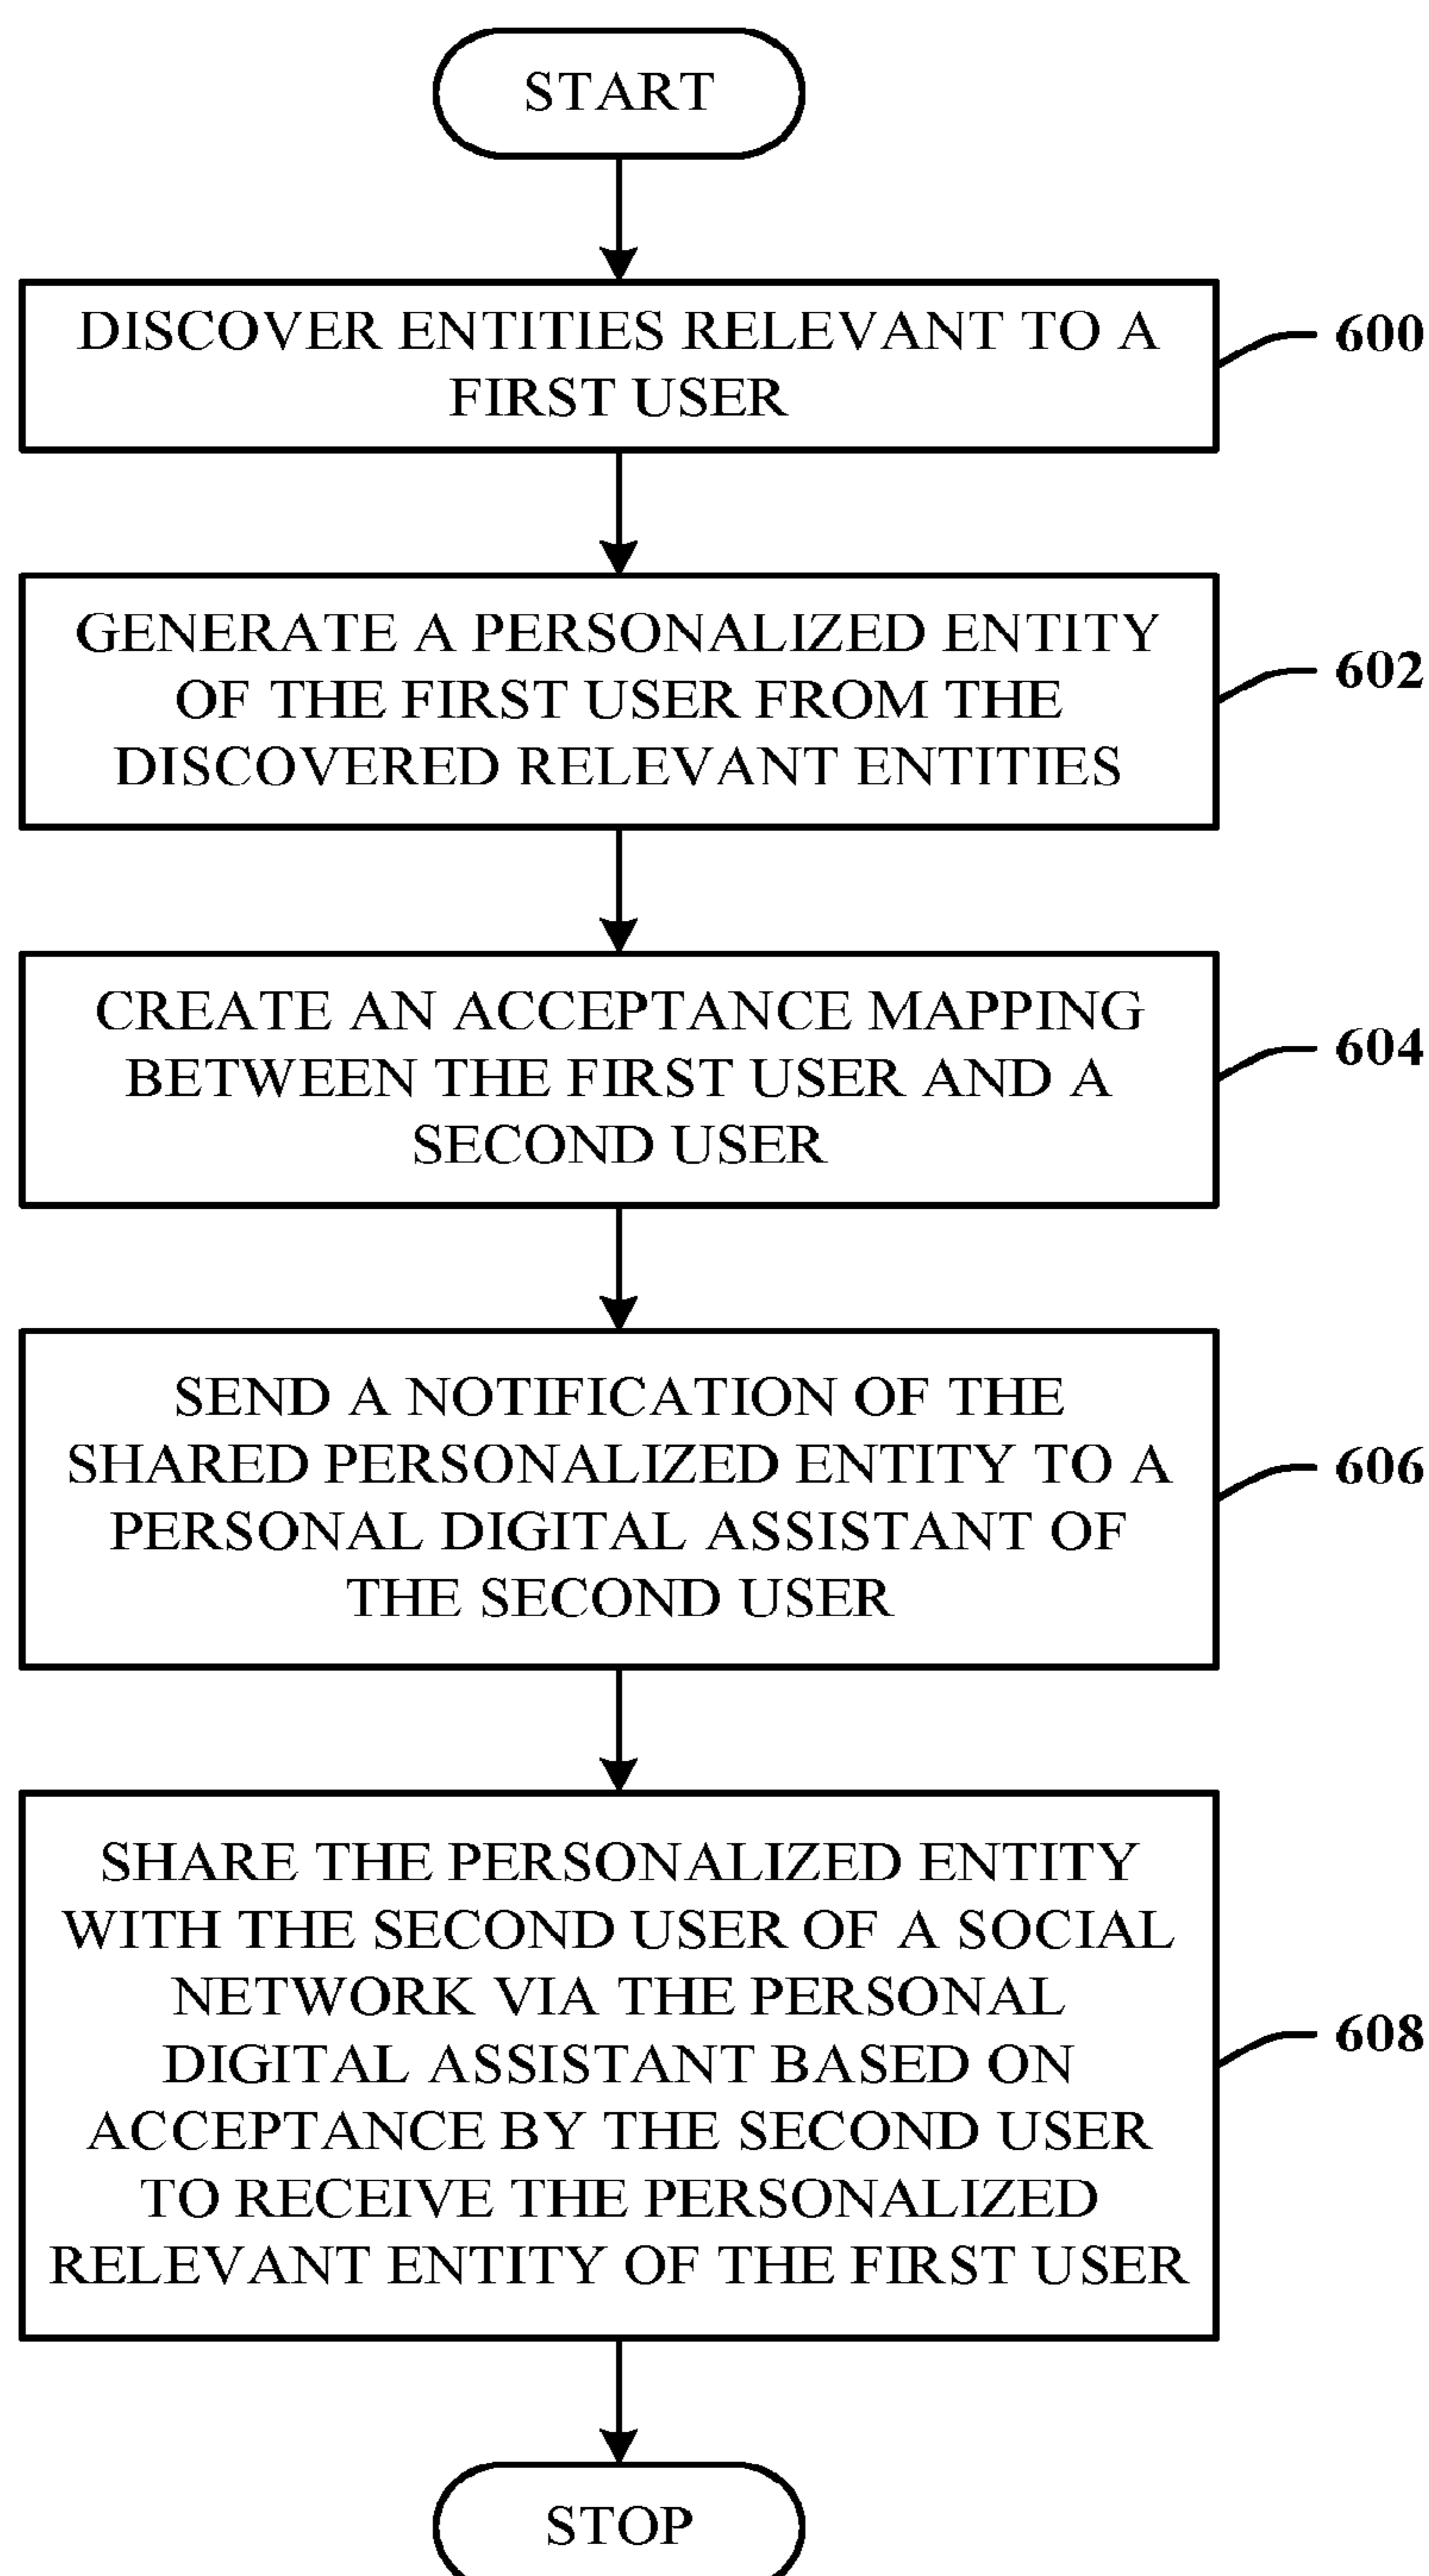 START
DISCOVER ENTITIES RELEVANT TO A
FIRST USER
600
GENERATE A PERSONALIZED ENTITY
OF THE FIRST USER FROM THE
DISCOVERED RELEVANT ENTITIES
602
CREATE AN ACCEPTANCE MAPPING
BETWEEN THE FIRST USER AND A
SECOND USER
604
SEND A NOTIFICATION OF THE
SHARED PERSONALIZED ENTITY TO A
PERSONAL DIGITAL ASSISTANT OF
THE SECOND USER
606
SHARE THE PERSONALIZED ENTITY
WITH THE SECOND USER OF A SOCIAL
NETWORK VIA THE PERSONAL
DIGITAL ASSISTANT BASED ON
ACCEPTANCE BY THE SECOND USER
TO RECEIVE THE PERSONALIZED
RELEVANT ENTITY OF THE FIRST USER
608
STOP